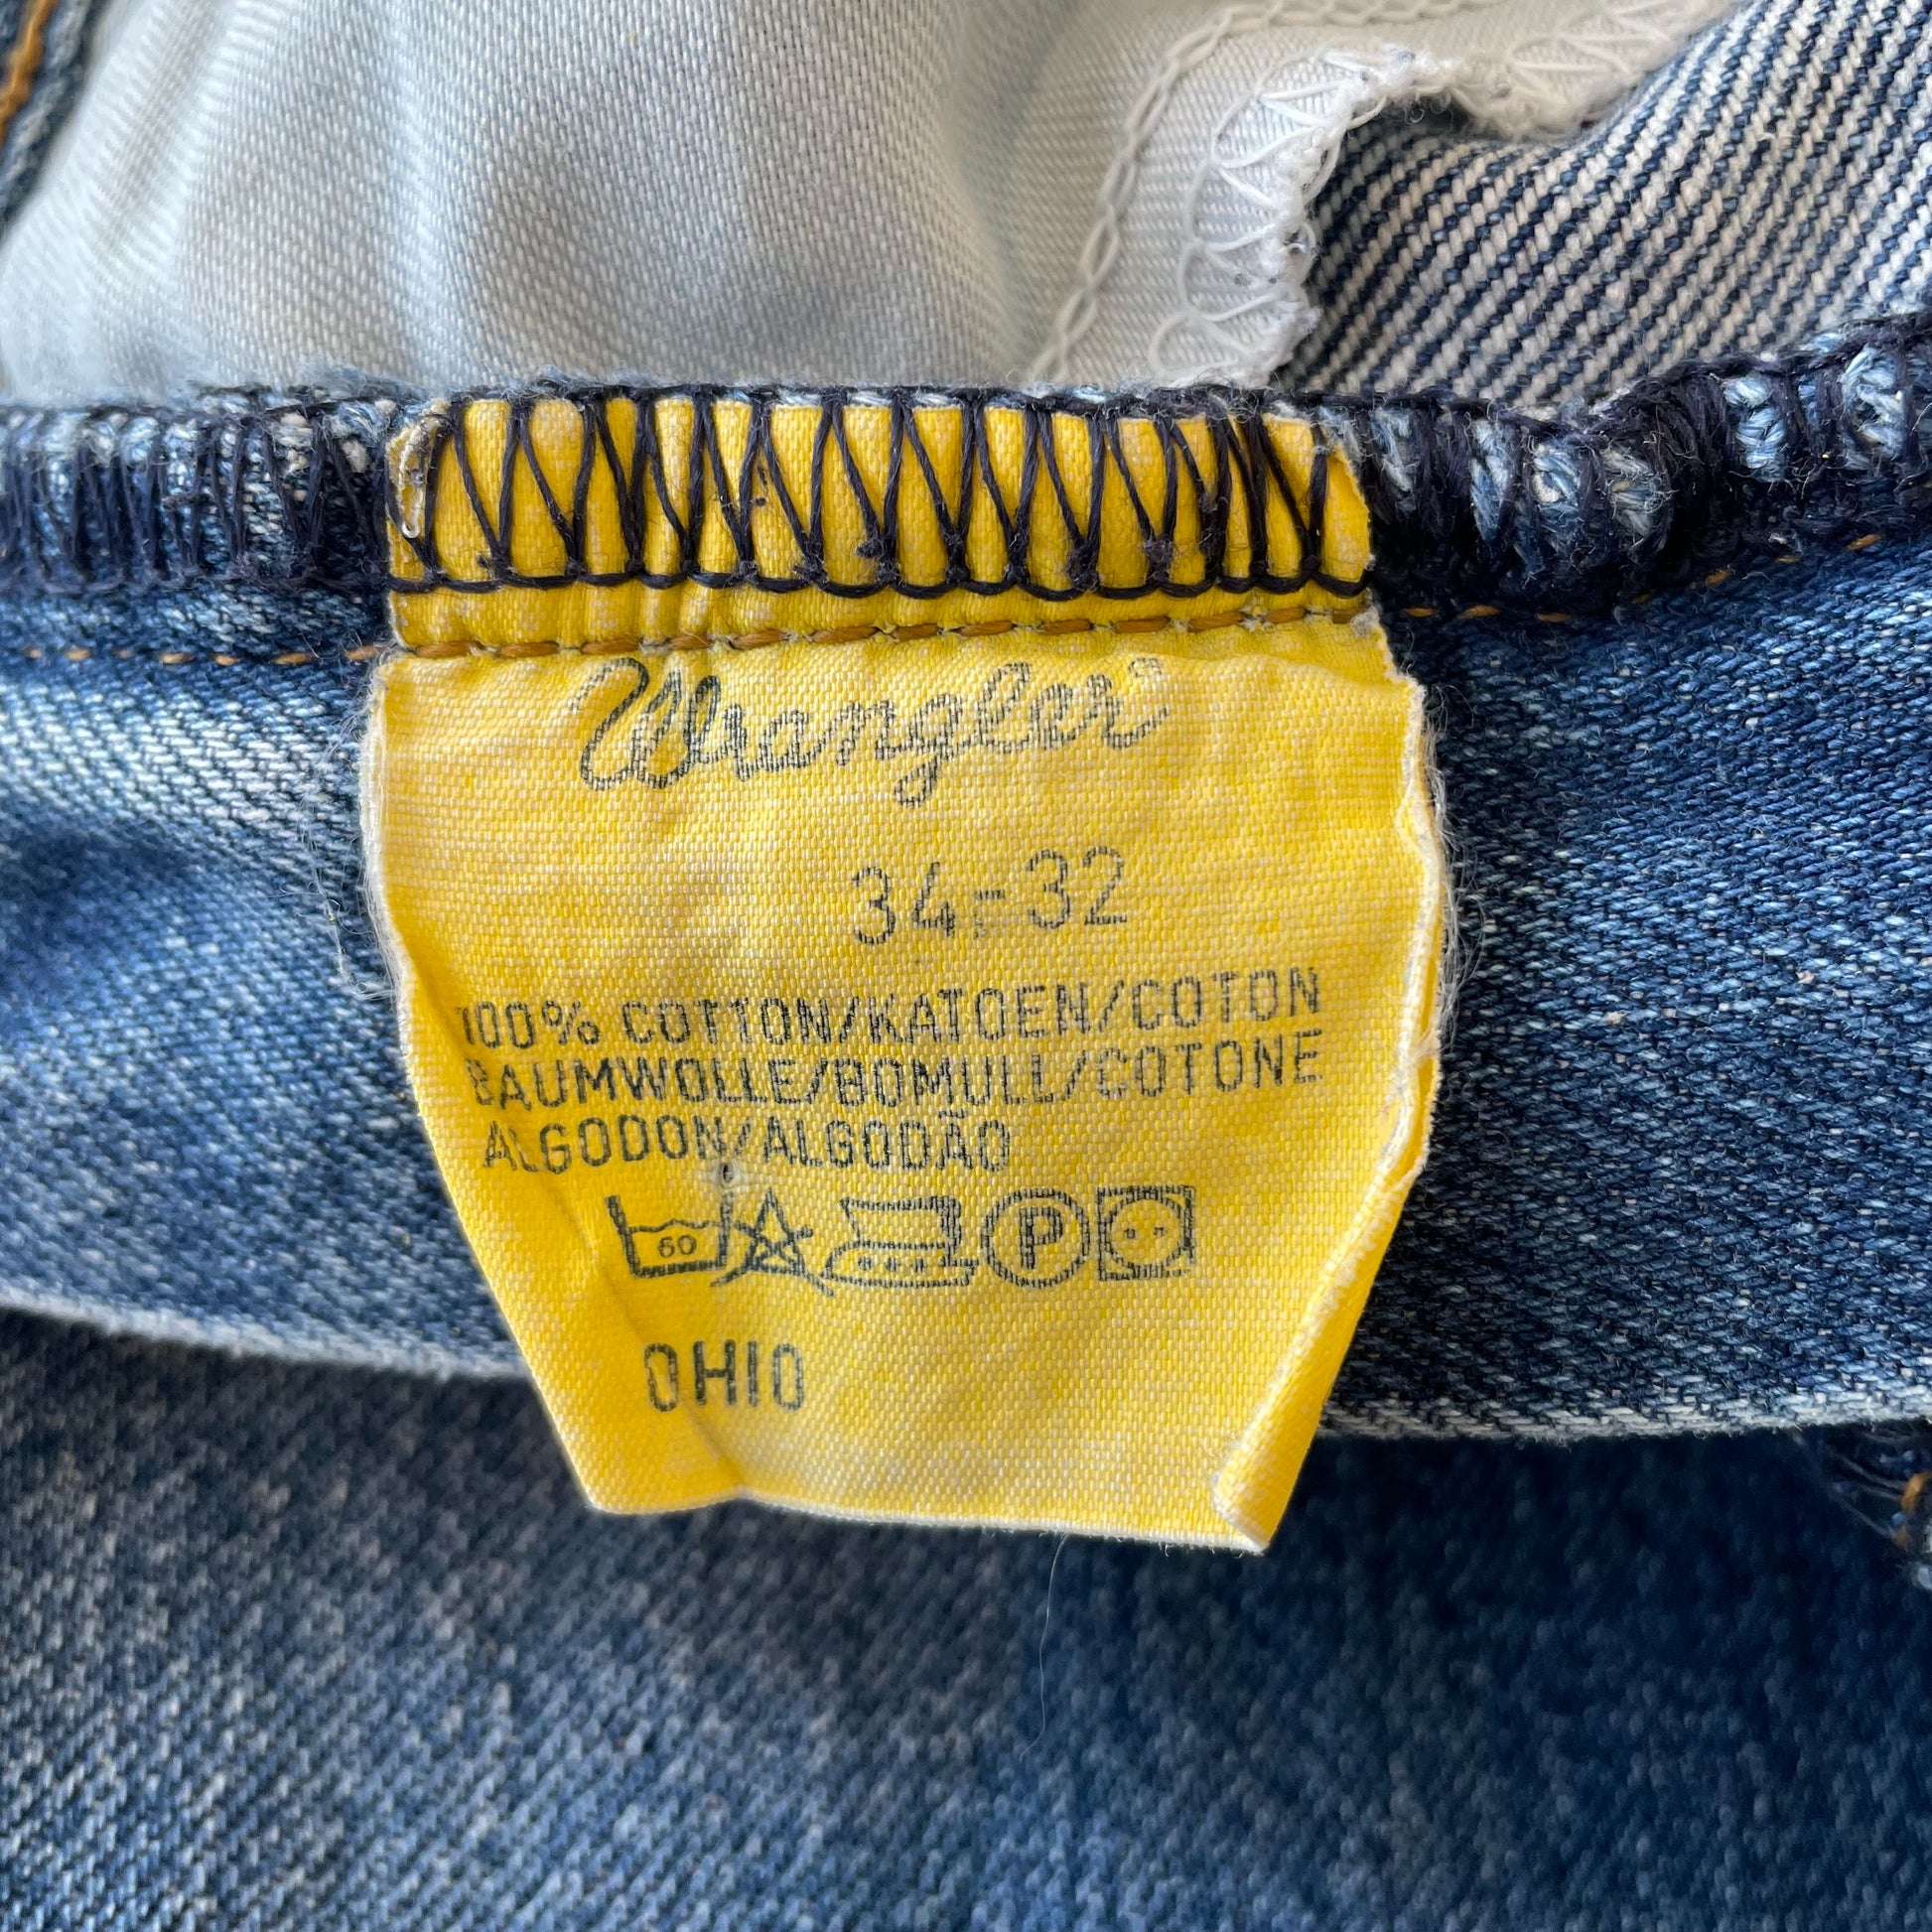 Wrangler®
34-32
100% COTTON/KATOEN/COTON
BAUMWOLLE/BOMULL/COTONE
ALGODON/ALGODÃO
60 P
OHIO